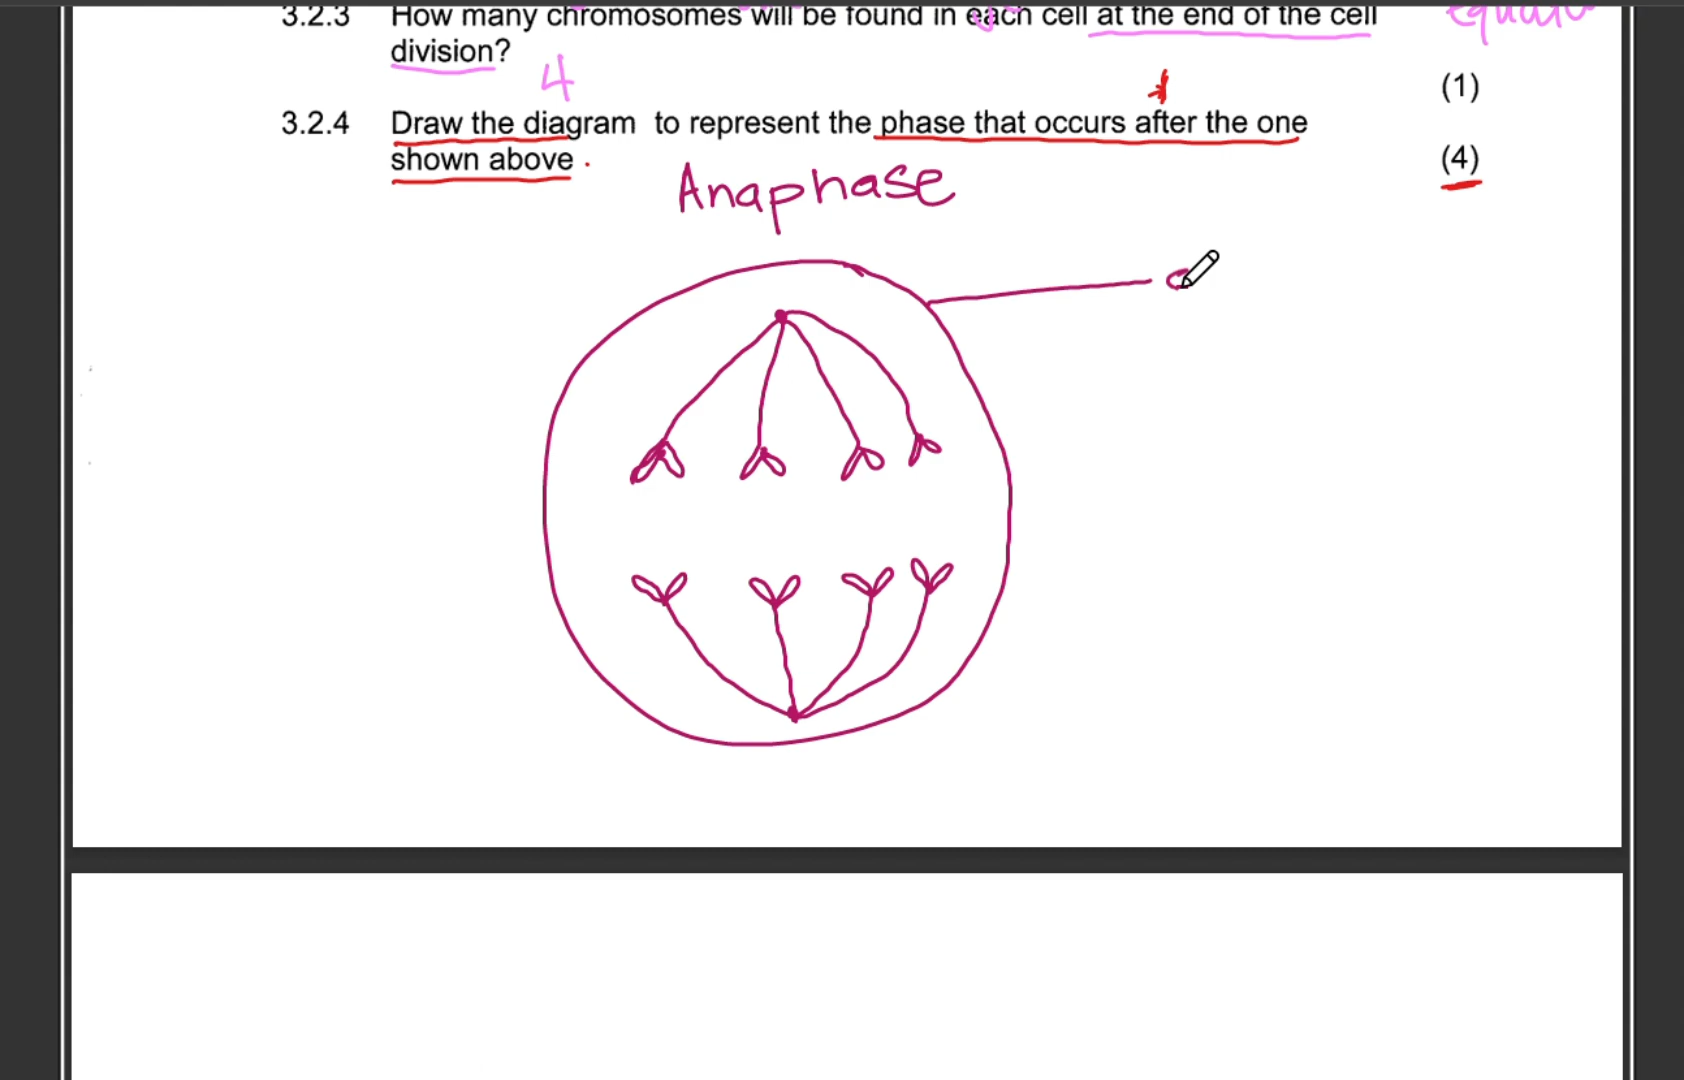 3.2.3 How many chromosomes will be found in each cell at the end of the cell
division?
4
(1)
3.2.4 Draw the diagram to represent the phase that occurs after the one
shown above .
(4)
Anaphase